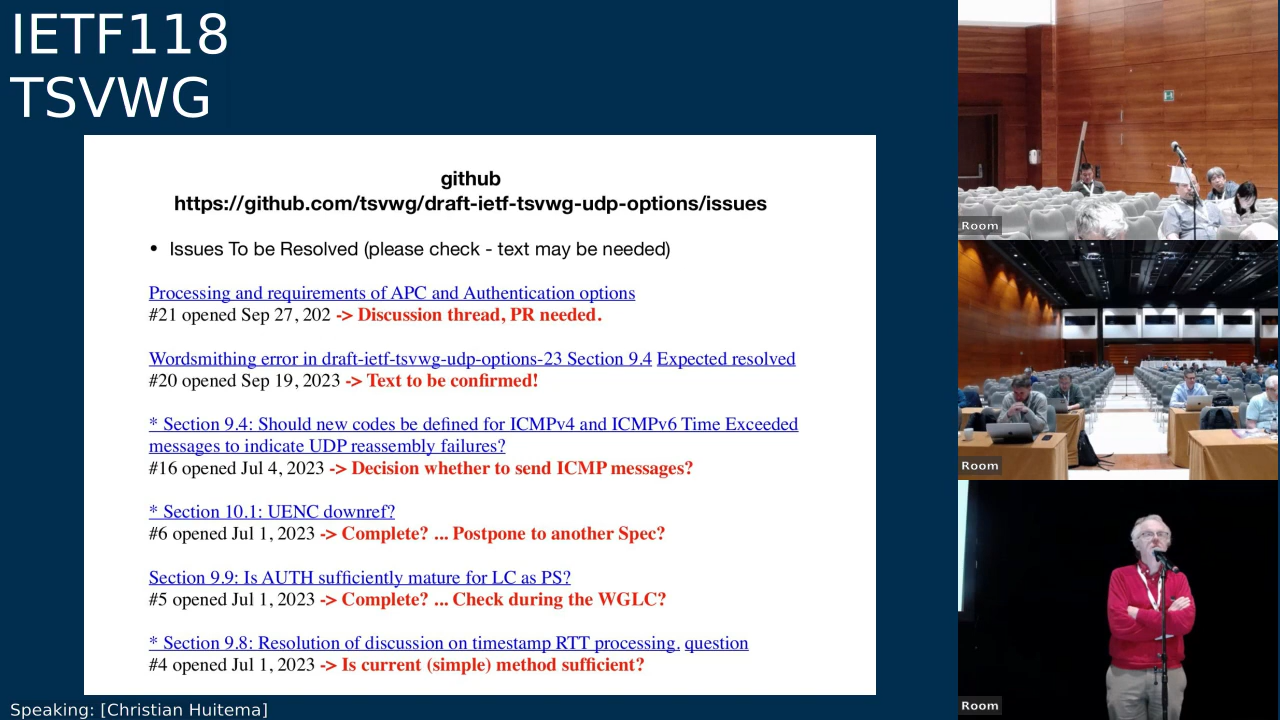 IETF118
TSVWG
github
https://github.com/tsvwg/draft-ietf-tsvwg-udp-options/issues
• Issues To be Resolved (please check - text may be needed)
Processing and requirements of APC and Authentication options
#21 opened Sep 27, 202 -> Discussion thread, PR needed.
Wordsmithing error in draft-ietf-tsvwg-udp-options-23 Section 9.4 Expected resolved
#20 opened Sep 19, 2023 -> Text to be confirmed!
* Section 9.4: Should new codes be defined for ICMPv4 and ICMPv6 Time Exceeded
messages to indicate UDP reassembly failures?
#16 opened Jul 4, 2023 -> Decision whether to send ICMP messages?
* Section 10.1: UENC downref?
#6 opened Jul 1, 2023 -> Complete? ... Postpone to another Spec?
Section 9.9: Is AUTH sufficiently mature for LC as PS?
#5 opened Jul 1, 2023 -> Complete? ... Check during the WGLC?
* Section 9.8: Resolution of discussion on timestamp RTT processing. question
#4 opened Jul 1, 2023 -> Is current (simple) method sufficient?
Speaking: [Christian Huitema]
Room
Room
Room